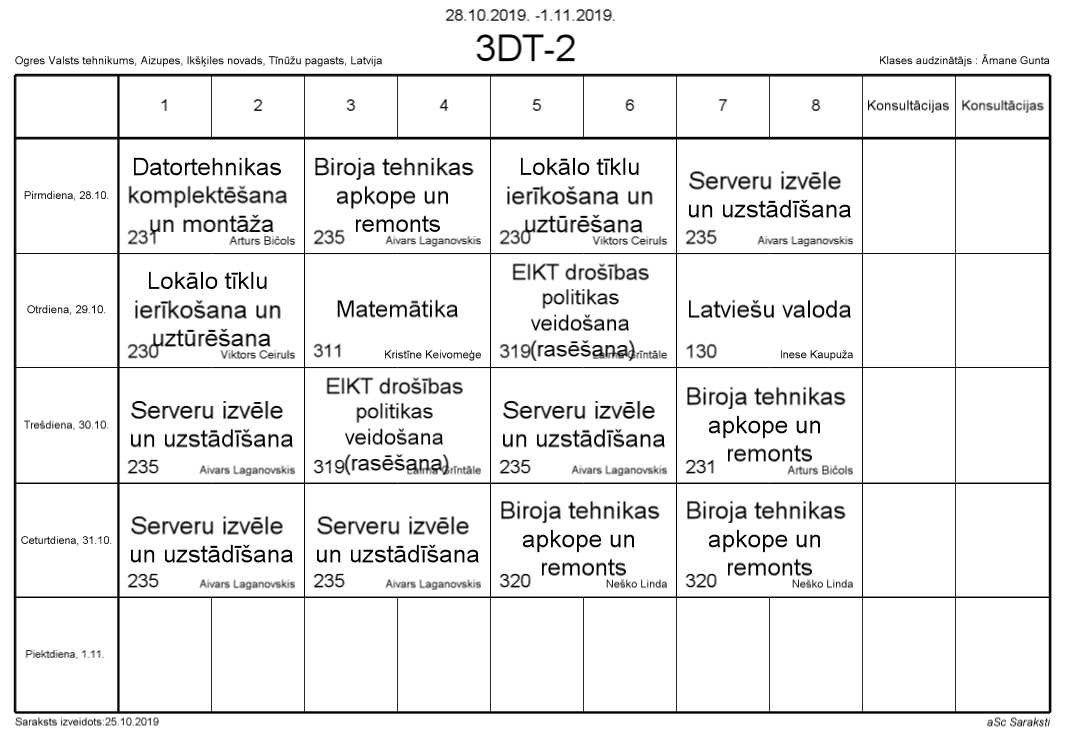 28.10.2019. -1.11.2019.
3DT-2
Ogres Valsts tehnikums, Aizupes, Ikšķiles novads, Tīnūžu pagasts, Latvija
Klases audzinātājs : Āmane Gunta
1 2 3 4 5 6 7 8 Konsultācijas Konsultācijas
Pirmdiena, 28.10.
Datortehnikas
komplektēšana
un montāža
231 Arturs Bičols
Biroja tehnikas
apkope un
remonts
235 Aivars Laganovskis
Lokālo tīklu
ierīkošana un
uztūrēšana
230 Viktors Ceiruls
Serveru izvēle
un uzstādīšana
235 Aivars Laganovskis
Otrdiena, 29.10.
Lokālo tīklu
ierīkošana un
uztūrēšana
230 Viktors Ceiruls
Matemātika
311 Kristīne Keivomeģe
EIKT drošības
politikas
veidošana
(rasēšana)
319 Laima Grīntāle
Latviešu valoda
130 Inese Kaupuža
Trešdiena, 30.10.
Serveru izvēle
un uzstādīšana
235 Aivars Laganovskis
EIKT drošības
politikas
veidošana
(rasēšana)
319 Laima Grīntāle
Serveru izvēle
un uzstādīšana
235 Aivars Laganovskis
Biroja tehnikas
apkope un
remonts
231 Arturs Bičols
Ceturtdiena, 31.10.
Serveru izvēle
un uzstādīšana
235 Aivars Laganovskis
Serveru izvēle
un uzstādīšana
235 Aivars Laganovskis
Biroja tehnikas
apkope un
remonts
320 Neško Linda
Biroja tehnikas
apkope un
remonts
320 Neško Linda
Piektdiena, 1.11.
Saraksts izveidots:25.10.2019
aSc Saraksti